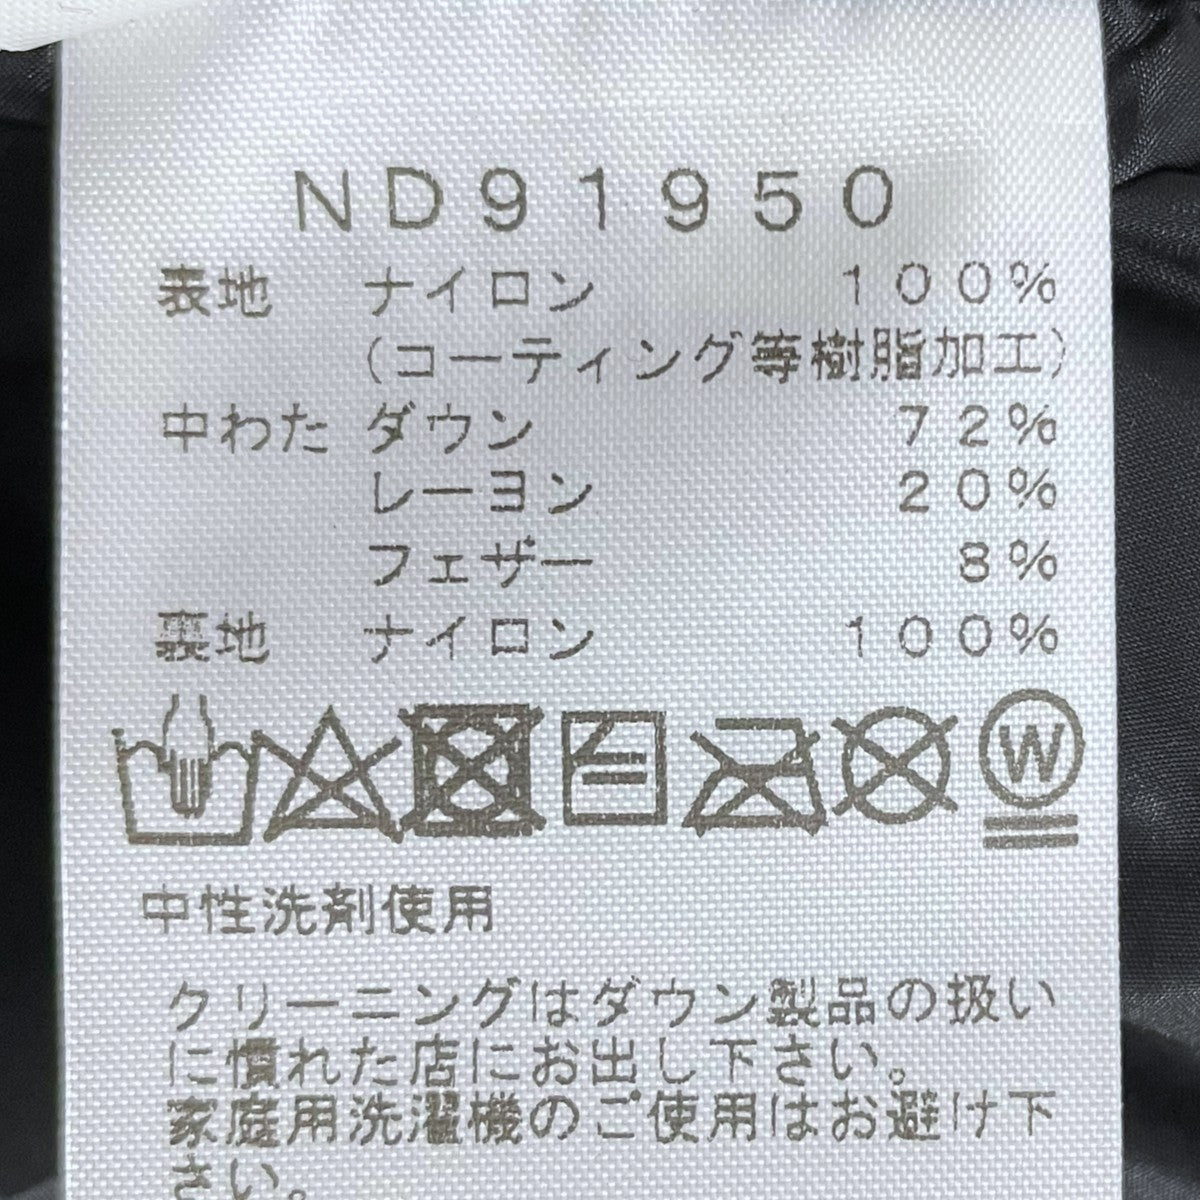 ND91950
表地 ナイロン 100%
(コーティング等樹脂加工)
中わた ダウン 72%
レーヨン 20%
フェザー 8%
裏地 ナイロン 100%
W
中性洗剤使用
クリーニングはダウン製品の扱い
に慣れた店にお出し下さい。
家庭用洗濯機のご使用はお避け下
さい。